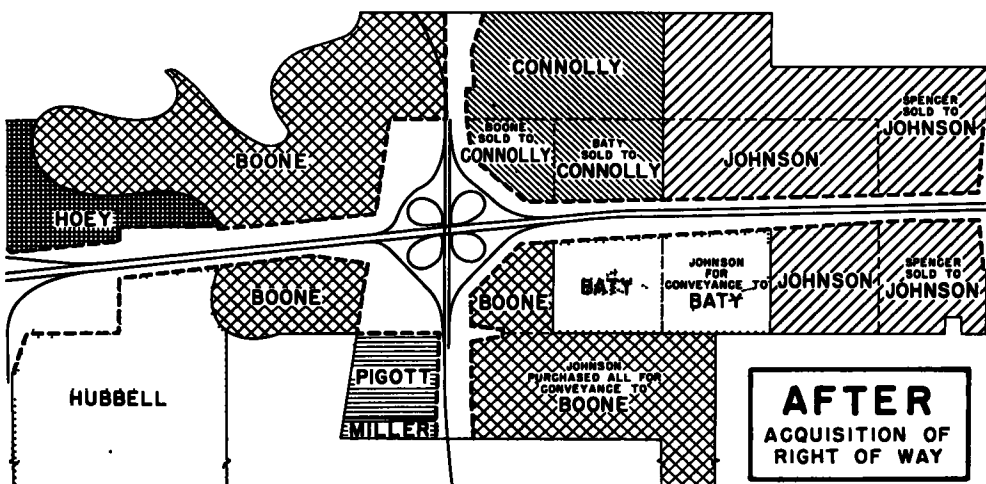 CONNOLLY
BOONE
SOLD TO
CONNOLLY
BATY
SOLD TO
CONNOLLY
JOHNSON
SPENCER
SOLD TO
JOHNSON
BOONE
HOEY
BOONE
BOONE
BATY
JOHNSON
FOR
CONVEYANCE TO
BATY
JOHNSON
SPENCER
SOLD TO
JOHNSON
HUBBELL
PIGOTT
MILLER
JOHNSON
PURCHASED ALL FOR
CONVEYANCE TO
BOONE
AFTER
ACQUISITION OF
RIGHT OF WAY